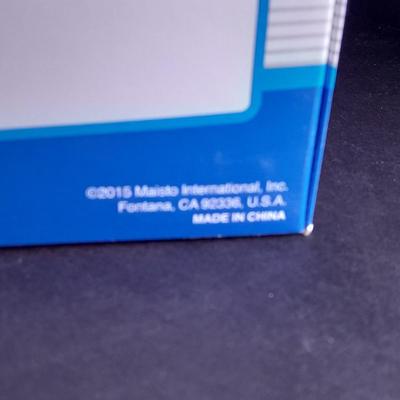 ©2015 Maisto International, Inc.
Fontana, CA 92336, U.S.A.
MADE IN CHINA